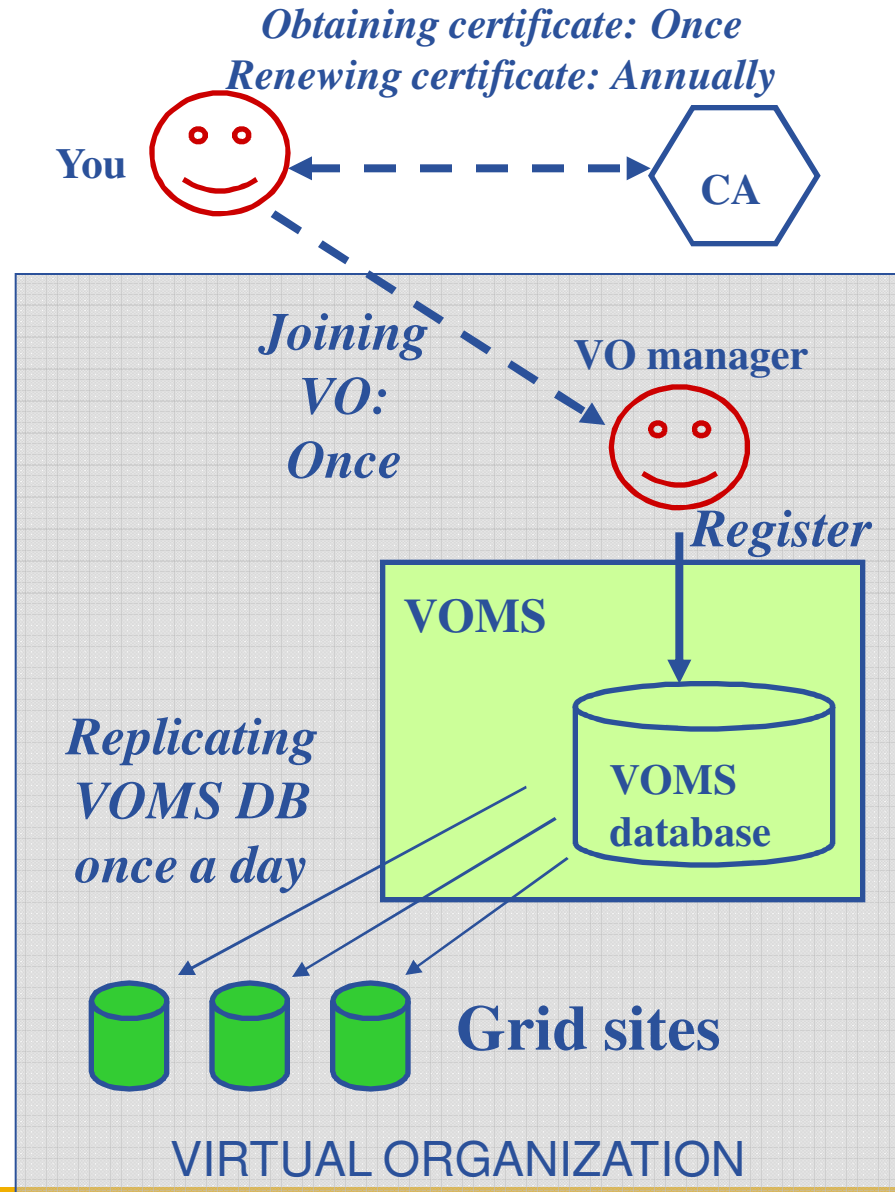 Obtaining certificate: Once
Renewing certificate: Annually
You
CA
Joining
VO:
Once
VO manager
Register
VOMS
VOMS
database
Replicating
VOMS DB
once a day
Grid sites
VIRTUAL ORGANIZATION